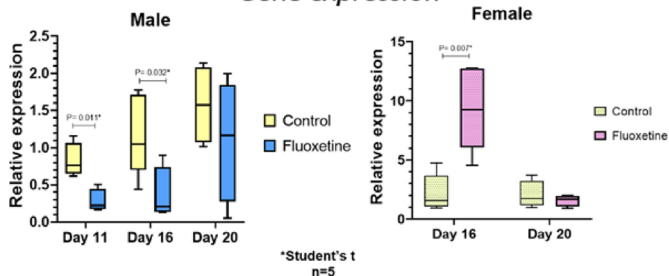 Gene expression
Male
Female
Relative expression
2.5
2.0
1.5
1.0
0.5
0.0
P= 0.011*
P= 0.032*
Day 11
Day 16
Day 20
Control
Fluoxetine
Relative expression
15
10
5
0
P= 0.007*
Day 16
Day 20
Control
Fluoxetine
*Student's t
n=5